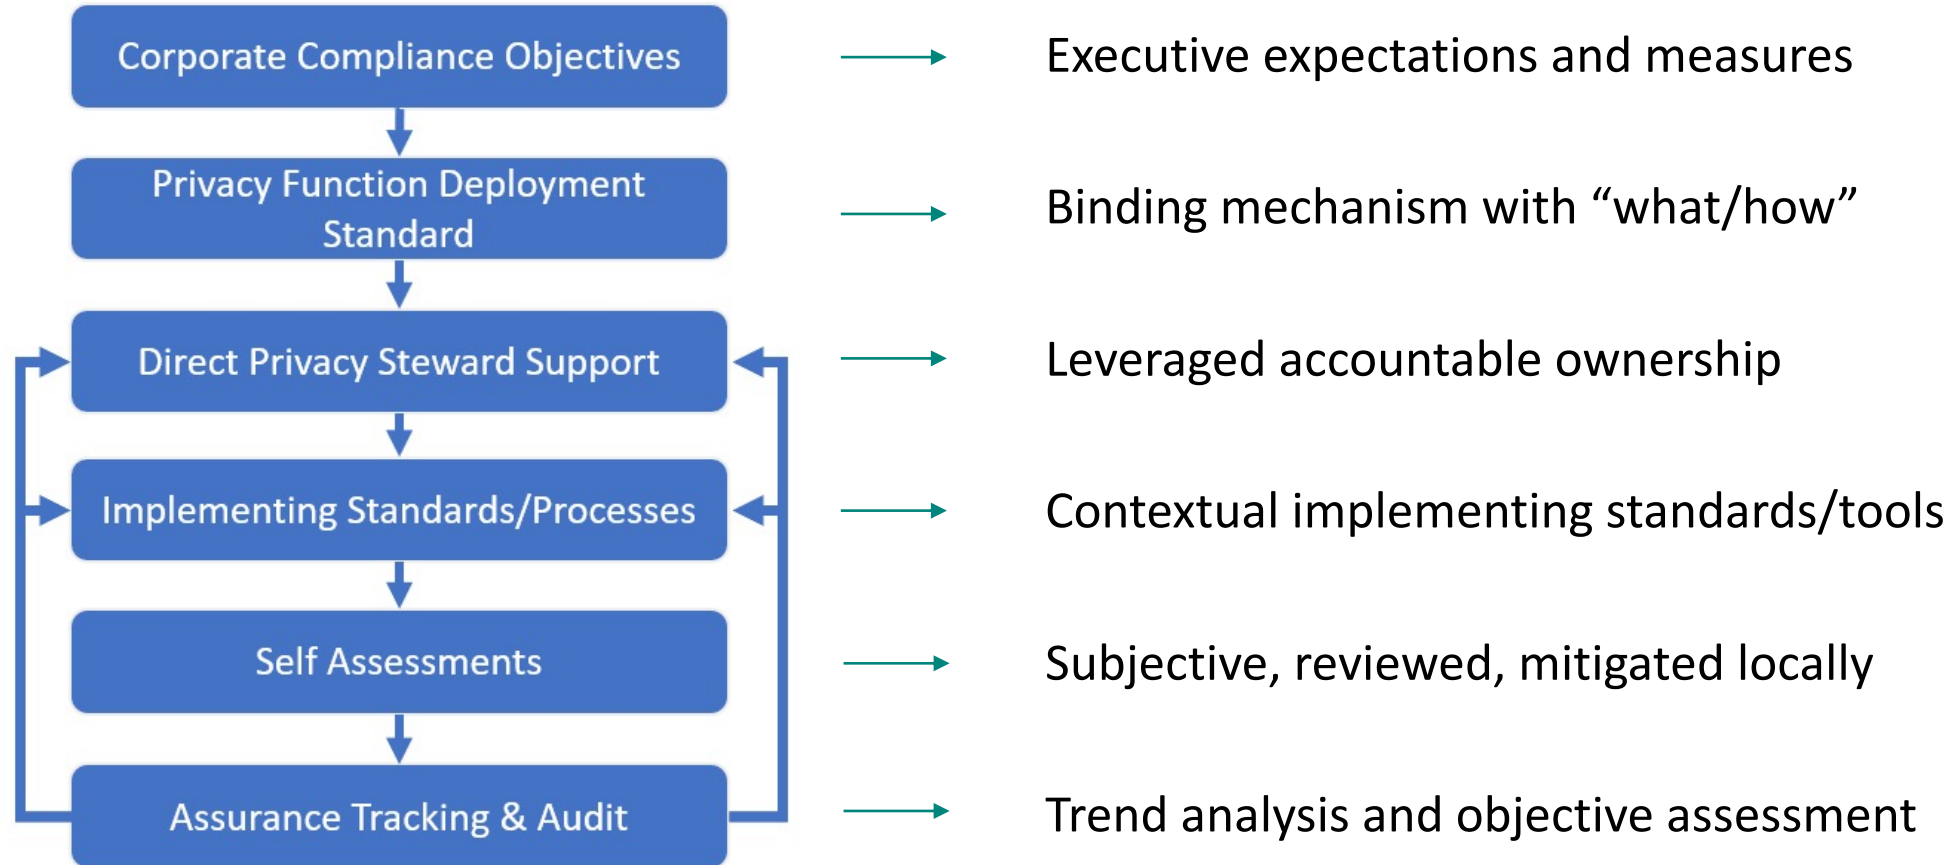 Corporate Compliance Objectives
Executive expectations and measures
Privacy Function Deployment
Standard
Binding mechanism with “what/how”
Direct Privacy Steward Support
Leveraged accountable ownership
Implementing Standards/Processes
Contextual implementing standards/tools
Self Assessments
Subjective, reviewed, mitigated locally
Assurance Tracking & Audit
Trend analysis and objective assessment